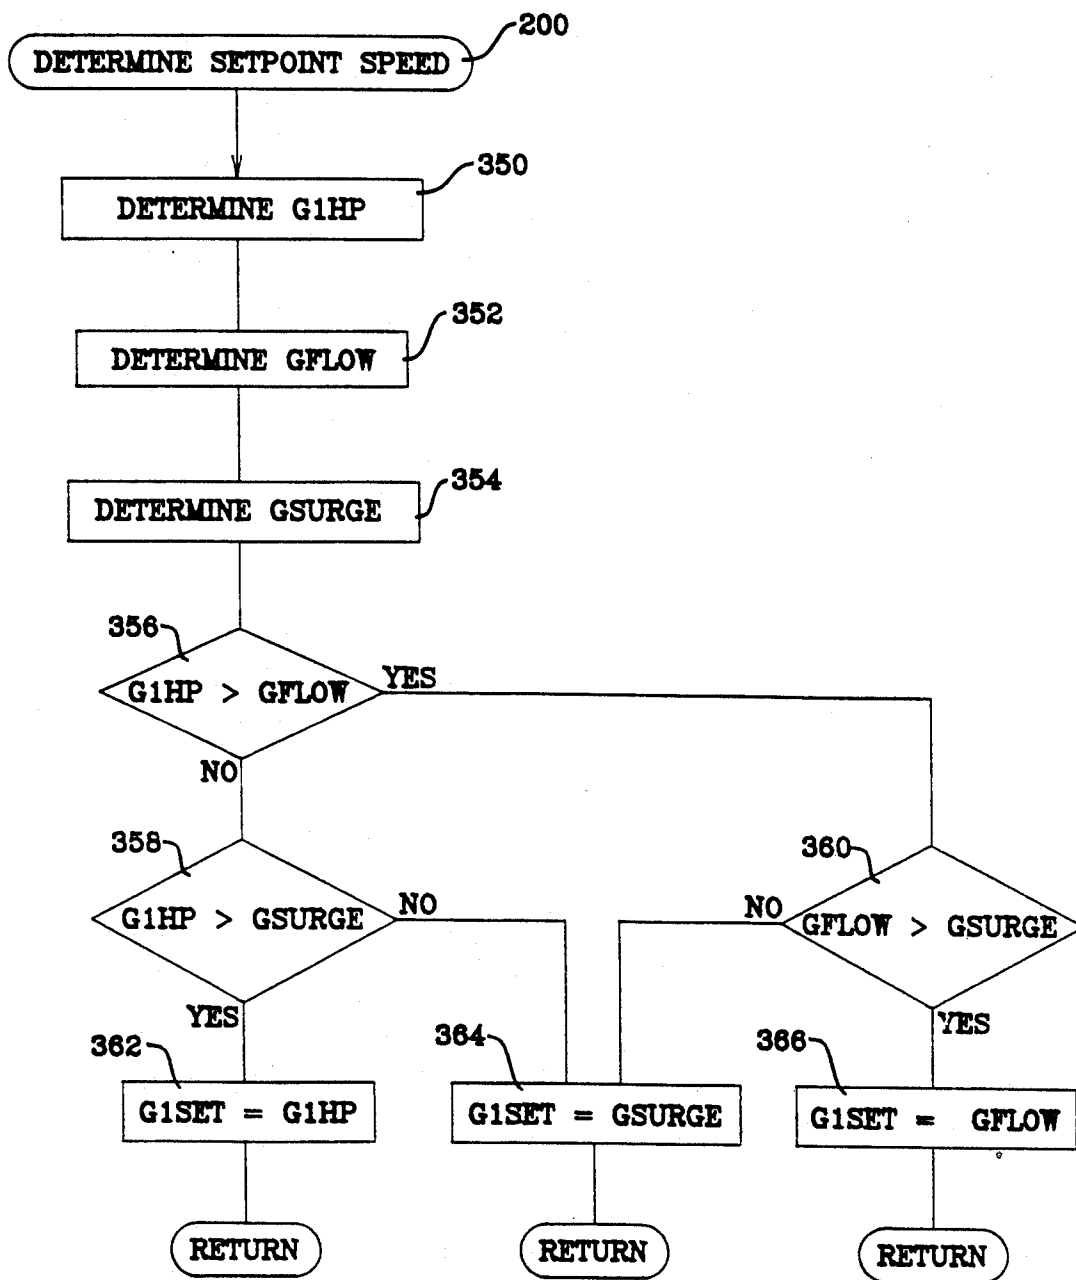 200
DETERMINE SETPOINT SPEED
350
DETERMINE G1HP
352
DETERMINE GFLOW
354
DETERMINE GSURGE
356
G1HP > GFLOW
YES
NO
358
G1HP > GSURGE
NO
YES
360
NO
GFLOW > GSURGE
YES
362
G1SET = G1HP
364
G1SET = GSURGE
366
G1SET = GFLOW
RETURN
RETURN
RETURN